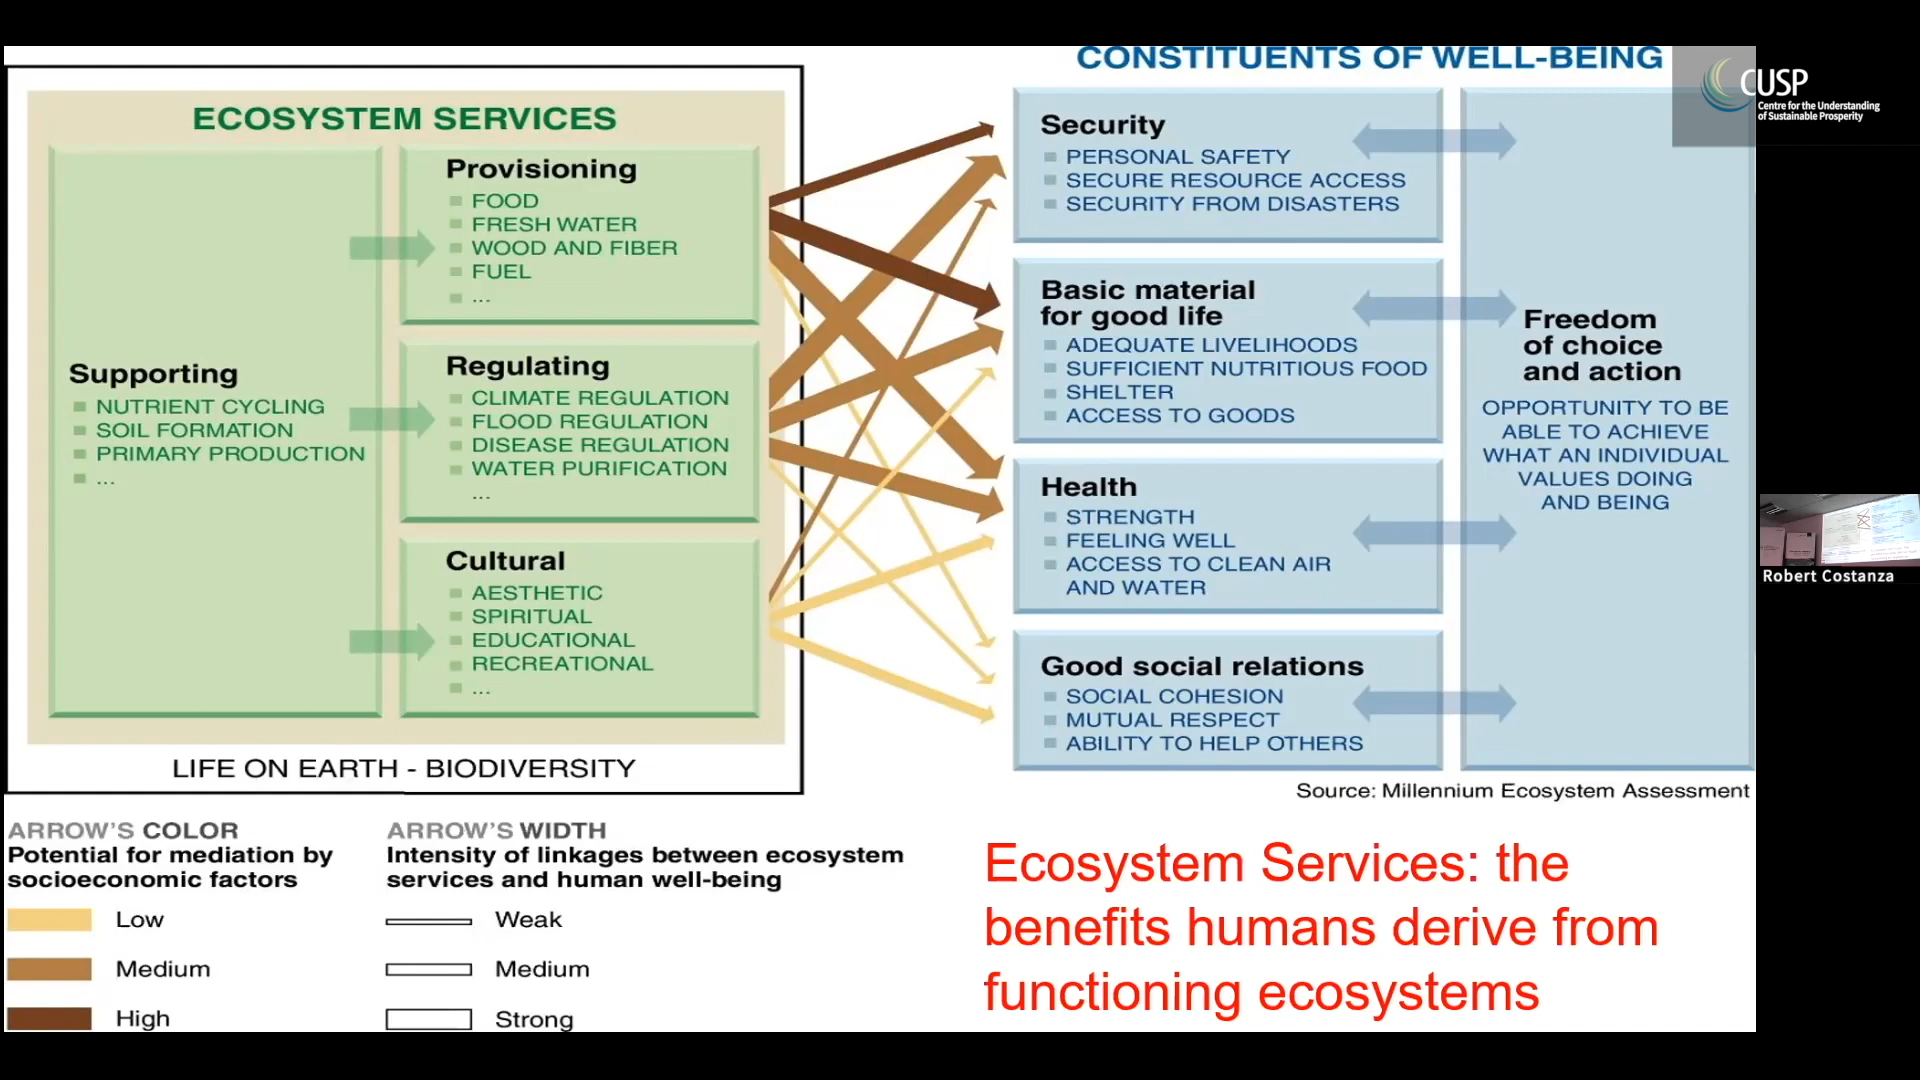 CONSTITUENTS OF WELL-BEING
CUSP
Centre for the Understanding
of Sustainable Prosperity
ECOSYSTEM SERVICES
Supporting
NUTRIENT CYCLING
SOIL FORMATION
PRIMARY PRODUCTION
...
Provisioning
FOOD
FRESH WATER
WOOD AND FIBER
FUEL
...
Regulating
CLIMATE REGULATION
FLOOD REGULATION
DISEASE REGULATION
WATER PURIFICATION
...
Cultural
AESTHETIC
SPIRITUAL
EDUCATIONAL
RECREATIONAL
...
LIFE ON EARTH - BIODIVERSITY
Security
PERSONAL SAFETY
SECURE RESOURCE ACCESS
SECURITY FROM DISASTERS
Basic material
for good life
ADEQUATE LIVELIHOODS
SUFFICIENT NUTRITIOUS FOOD
SHELTER
ACCESS TO GOODS
Health
STRENGTH
FEELING WELL
ACCESS TO CLEAN AIR
AND WATER
Good social relations
SOCIAL COHESION
MUTUAL RESPECT
ABILITY TO HELP OTHERS
Freedom
of choice
and action
OPPORTUNITY TO BE
ABLE TO ACHIEVE
WHAT AN INDIVIDUAL
VALUES DOING
AND BEING
Robert Costanza
Source: Millennium Ecosystem Assessment
ARROW'S COLOR
Potential for mediation by
socioeconomic factors
Low
Medium
High
ARROW'S WIDTH
Intensity of linkages between ecosystem
services and human well-being
Weak
Medium
Strong
Ecosystem Services: the
benefits humans derive from
functioning ecosystems